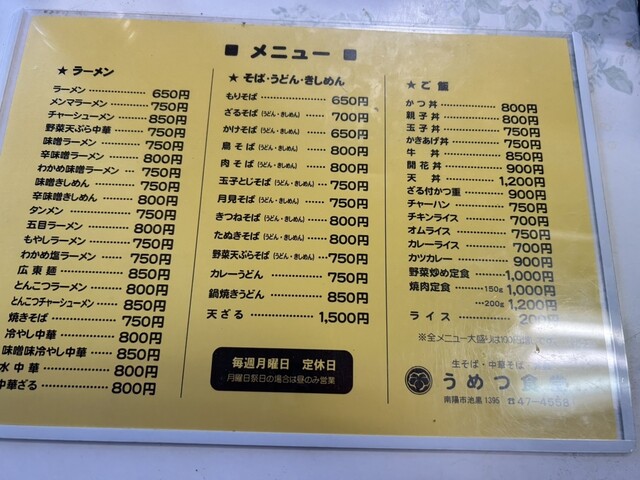 ■ メニュー ■
★ ラーメン
ラーメン ……………… 650円
メンマラーメン ………… 750円
チャーシューメン ……… 850円
野菜天ぷら中華 ………… 750円
味噌ラーメン …………… 750円
辛味噌ラーメン ………… 800円
わかめ味噌ラーメン …… 750円
味噌きしめん …………… 750円
辛味噌きしめん ………… 800円
タンメン ………………… 750円
五目ラーメン …………… 800円
もやしラーメン ………… 750円
わかめ塩ラーメン ……… 750円
広東麺 …………………… 850円
とんこつラーメン ……… 800円
とんこつチャーシューメン … 850円
焼きそば ………………… 750円
冷やし中華 ……………… 800円
味噌味冷やし中華 ……… 850円
水中華 …………………… 800円
中華ざる ………………… 800円
★ そば・うどん・きしめん
もりそば ………………… 650円
ざるそば(うどん・きしめん) …… 700円
かけそば(うどん・きしめん) …… 650円
鳥そば(うどん・きしめん) …… 800円
肉そば(うどん・きしめん) …… 800円
玉子とじそば(うどん・きしめん) … 750円
月見そば(うどん・きしめん) …… 750円
きつねそば(うどん・きしめん) …… 800円
たぬきそば(うどん・きしめん) …… 800円
野菜天ぷらそば(うどん・きしめん) … 750円
カレーうどん …………… 750円
鍋焼きうどん …………… 850円
天ざる …………………… 1,500円
毎週月曜日 定休日
月曜日祭日の場合は昼のみ営業
★ ご飯
かつ丼 …………………… 800円
親子丼 …………………… 800円
玉子丼 …………………… 750円
かきあげ丼 ……………… 750円
牛丼 ……………………… 850円
開花丼 …………………… 900円
天丼 ……………………… 1,200円
ざる付かつ重 …………… 900円
チャーハン ……………… 750円
チキンライス …………… 700円
オムライス ……………… 750円
カレーライス …………… 700円
カツカレー ……………… 900円
野菜炒め定食 …………… 1,000円
焼肉定食 ……… 150g 1,000円
…200g 1,200円
ライス …………………… 200円
※全メニュー大盛りは100円増
生そば・中華そば
うめつ食堂
南陽市池黒1395 ☎47-4558